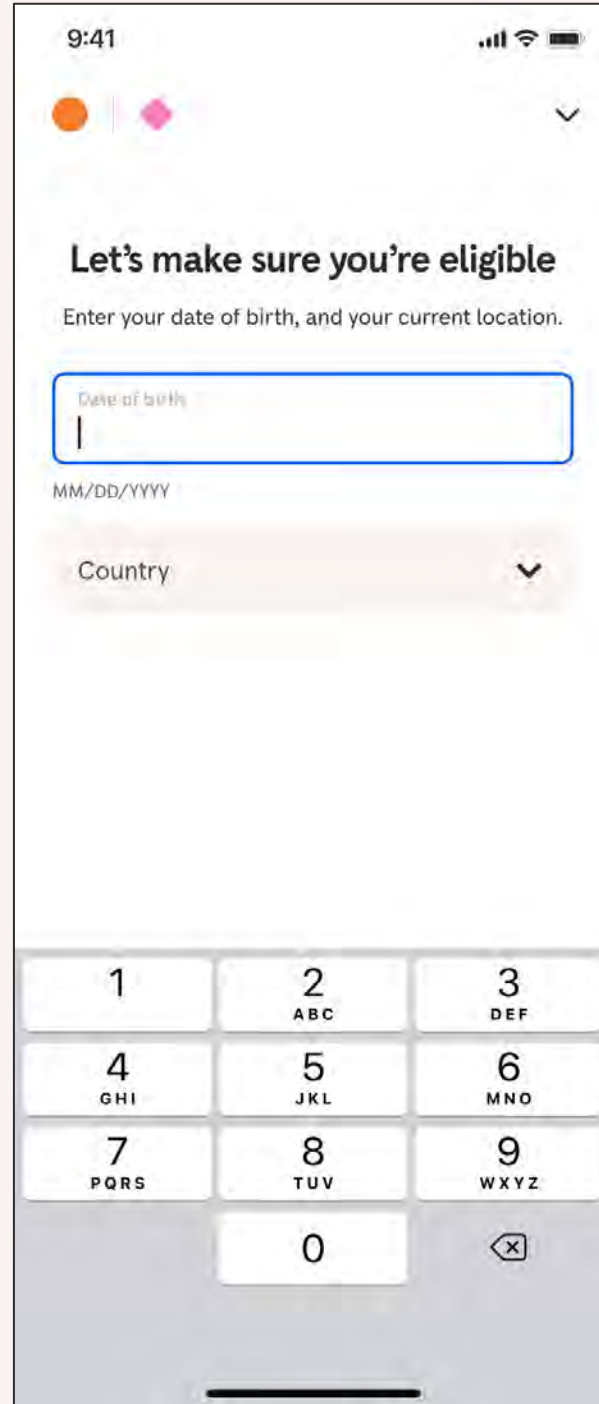 9:41
Let's make sure you're eligible
Enter your date of birth, and your current location.
Date of birth
MM/DD/YYYY
Country
1
2
3
ABC
DEF
4
5
6
GHI
JKL
MNO
7
8
9
PQRS
TUV
WXYZ
0